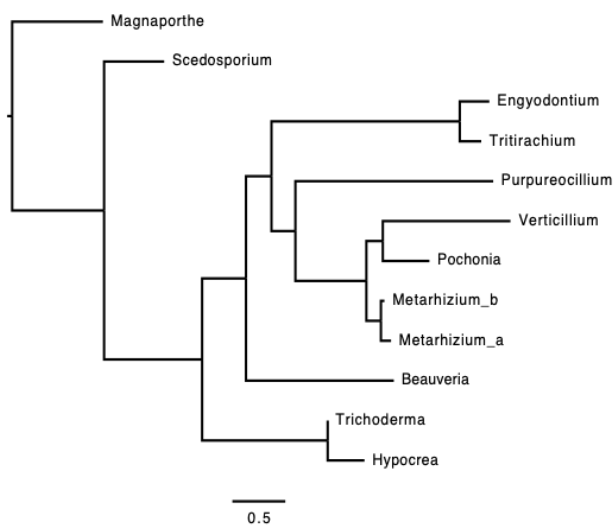 Magnaporthe
Scedosporium
Engyodontium
Tritirachium
Purpureocillium
Verticillium
Pochonia
Metarhizium_b
Metarhizium_a
Beauveria
Trichoderma
Hypocrea
0.5